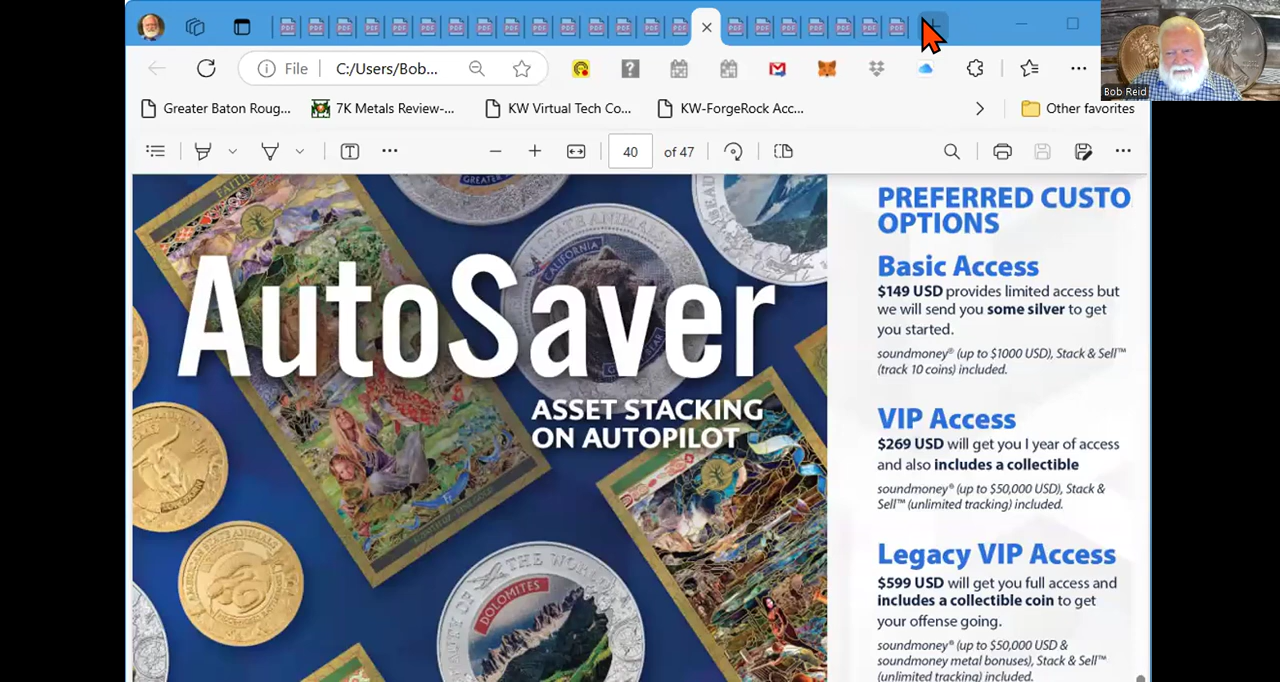 File
C:/Users/Bob...
Bob Reid
Greater Baton Roug...
7K Metals Review-...
KW Virtual Tech Co...
KW-ForgeRock Acc...
Other favorites
40 of 47
AutoSaver
ASSET STACKING
ON AUTOPILOT
CALIFORNIA
DOLOMITES
PREFERRED CUSTO
OPTIONS
Basic Access
$149 USD provides limited access but
we will send you some silver to get
you started.
soundmoney® (up to $1000 USD), Stack & Sell™
(track 10 coins) included.
VIP Access
$269 USD will get you 1 year of access
and also includes a collectible
soundmoney® (up to $50,000 USD), Stack &
Sell™ (unlimited tracking) included.
Legacy VIP Access
$599 USD will get you full access and
includes a collectible coin to get
your offense going.
soundmoney® (up to $50,000 USD &
soundmoney metal bonuses), Stack & Sell™
(unlimited tracking) included.